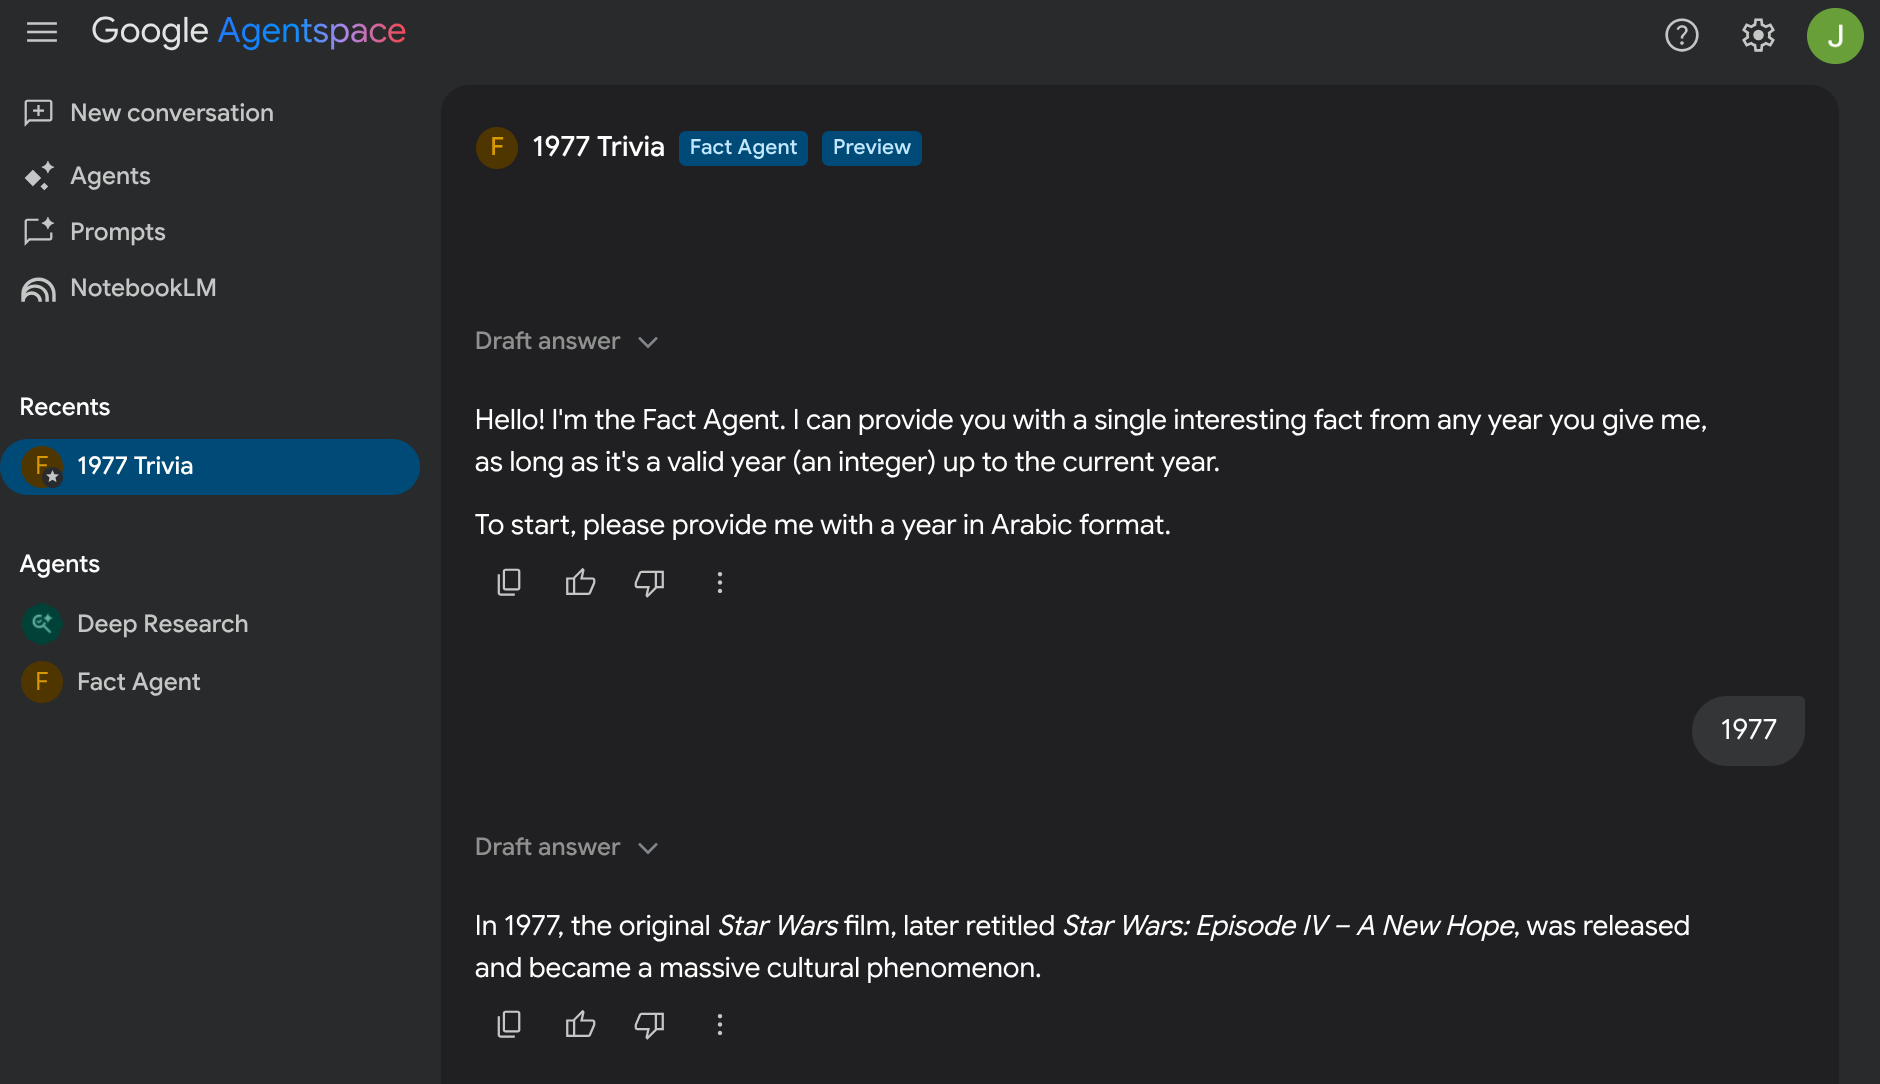 Google Agentspace
J
New conversation
Agents
Prompts
NotebookLM
Recents
F 1977 Trivia
Agents
Deep Research
F Fact Agent
F 1977 Trivia Fact Agent Preview
Draft answer
Hello! I'm the Fact Agent. I can provide you with a single interesting fact from any year you give me,
as long as it's a valid year (an integer) up to the current year.
To start, please provide me with a year in Arabic format.
1977
Draft answer
In 1977, the original Star Wars film, later retitled Star Wars: Episode IV – A New Hope, was released
and became a massive cultural phenomenon.